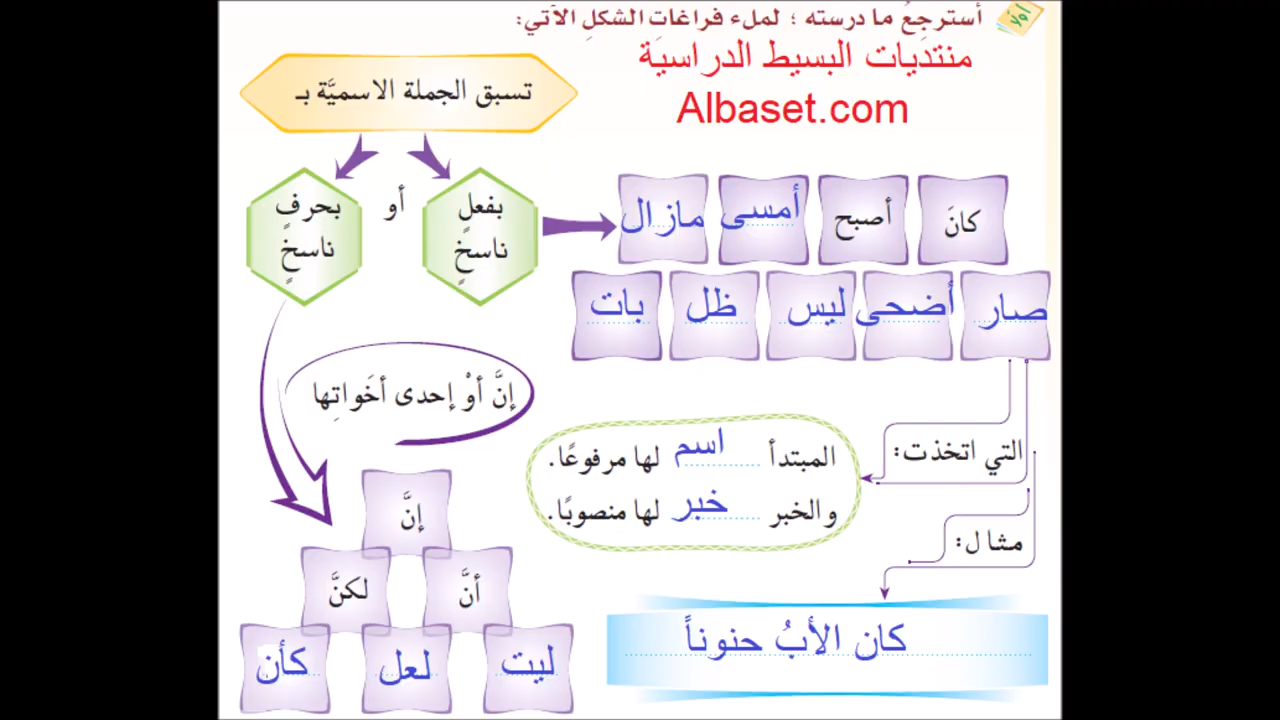 أولاً
أسترجعُ ما درسته ؛ لملء فراغات الشكلِ الآتي:
منتديات البسيط الدراسية
Albaset.com
تسبق الجملة الاسميَّة بـ
بفعلٍ
ناسخٍ
أو
بحرفٍ
ناسخٍ
كانَ
أصبح
أمسى
مازال
صار
أضحى
ليس
ظل
بات
إنَّ أوْ إحدى أخَواتِها
التي اتخذت:
المبتدأ اسم لها مرفوعًا.
والخبر خبر لها منصوبًا.
مثال:
كان الأبُ حنوناً
إنَّ
أنَّ
لكنَّ
ليت
لعل
كأن